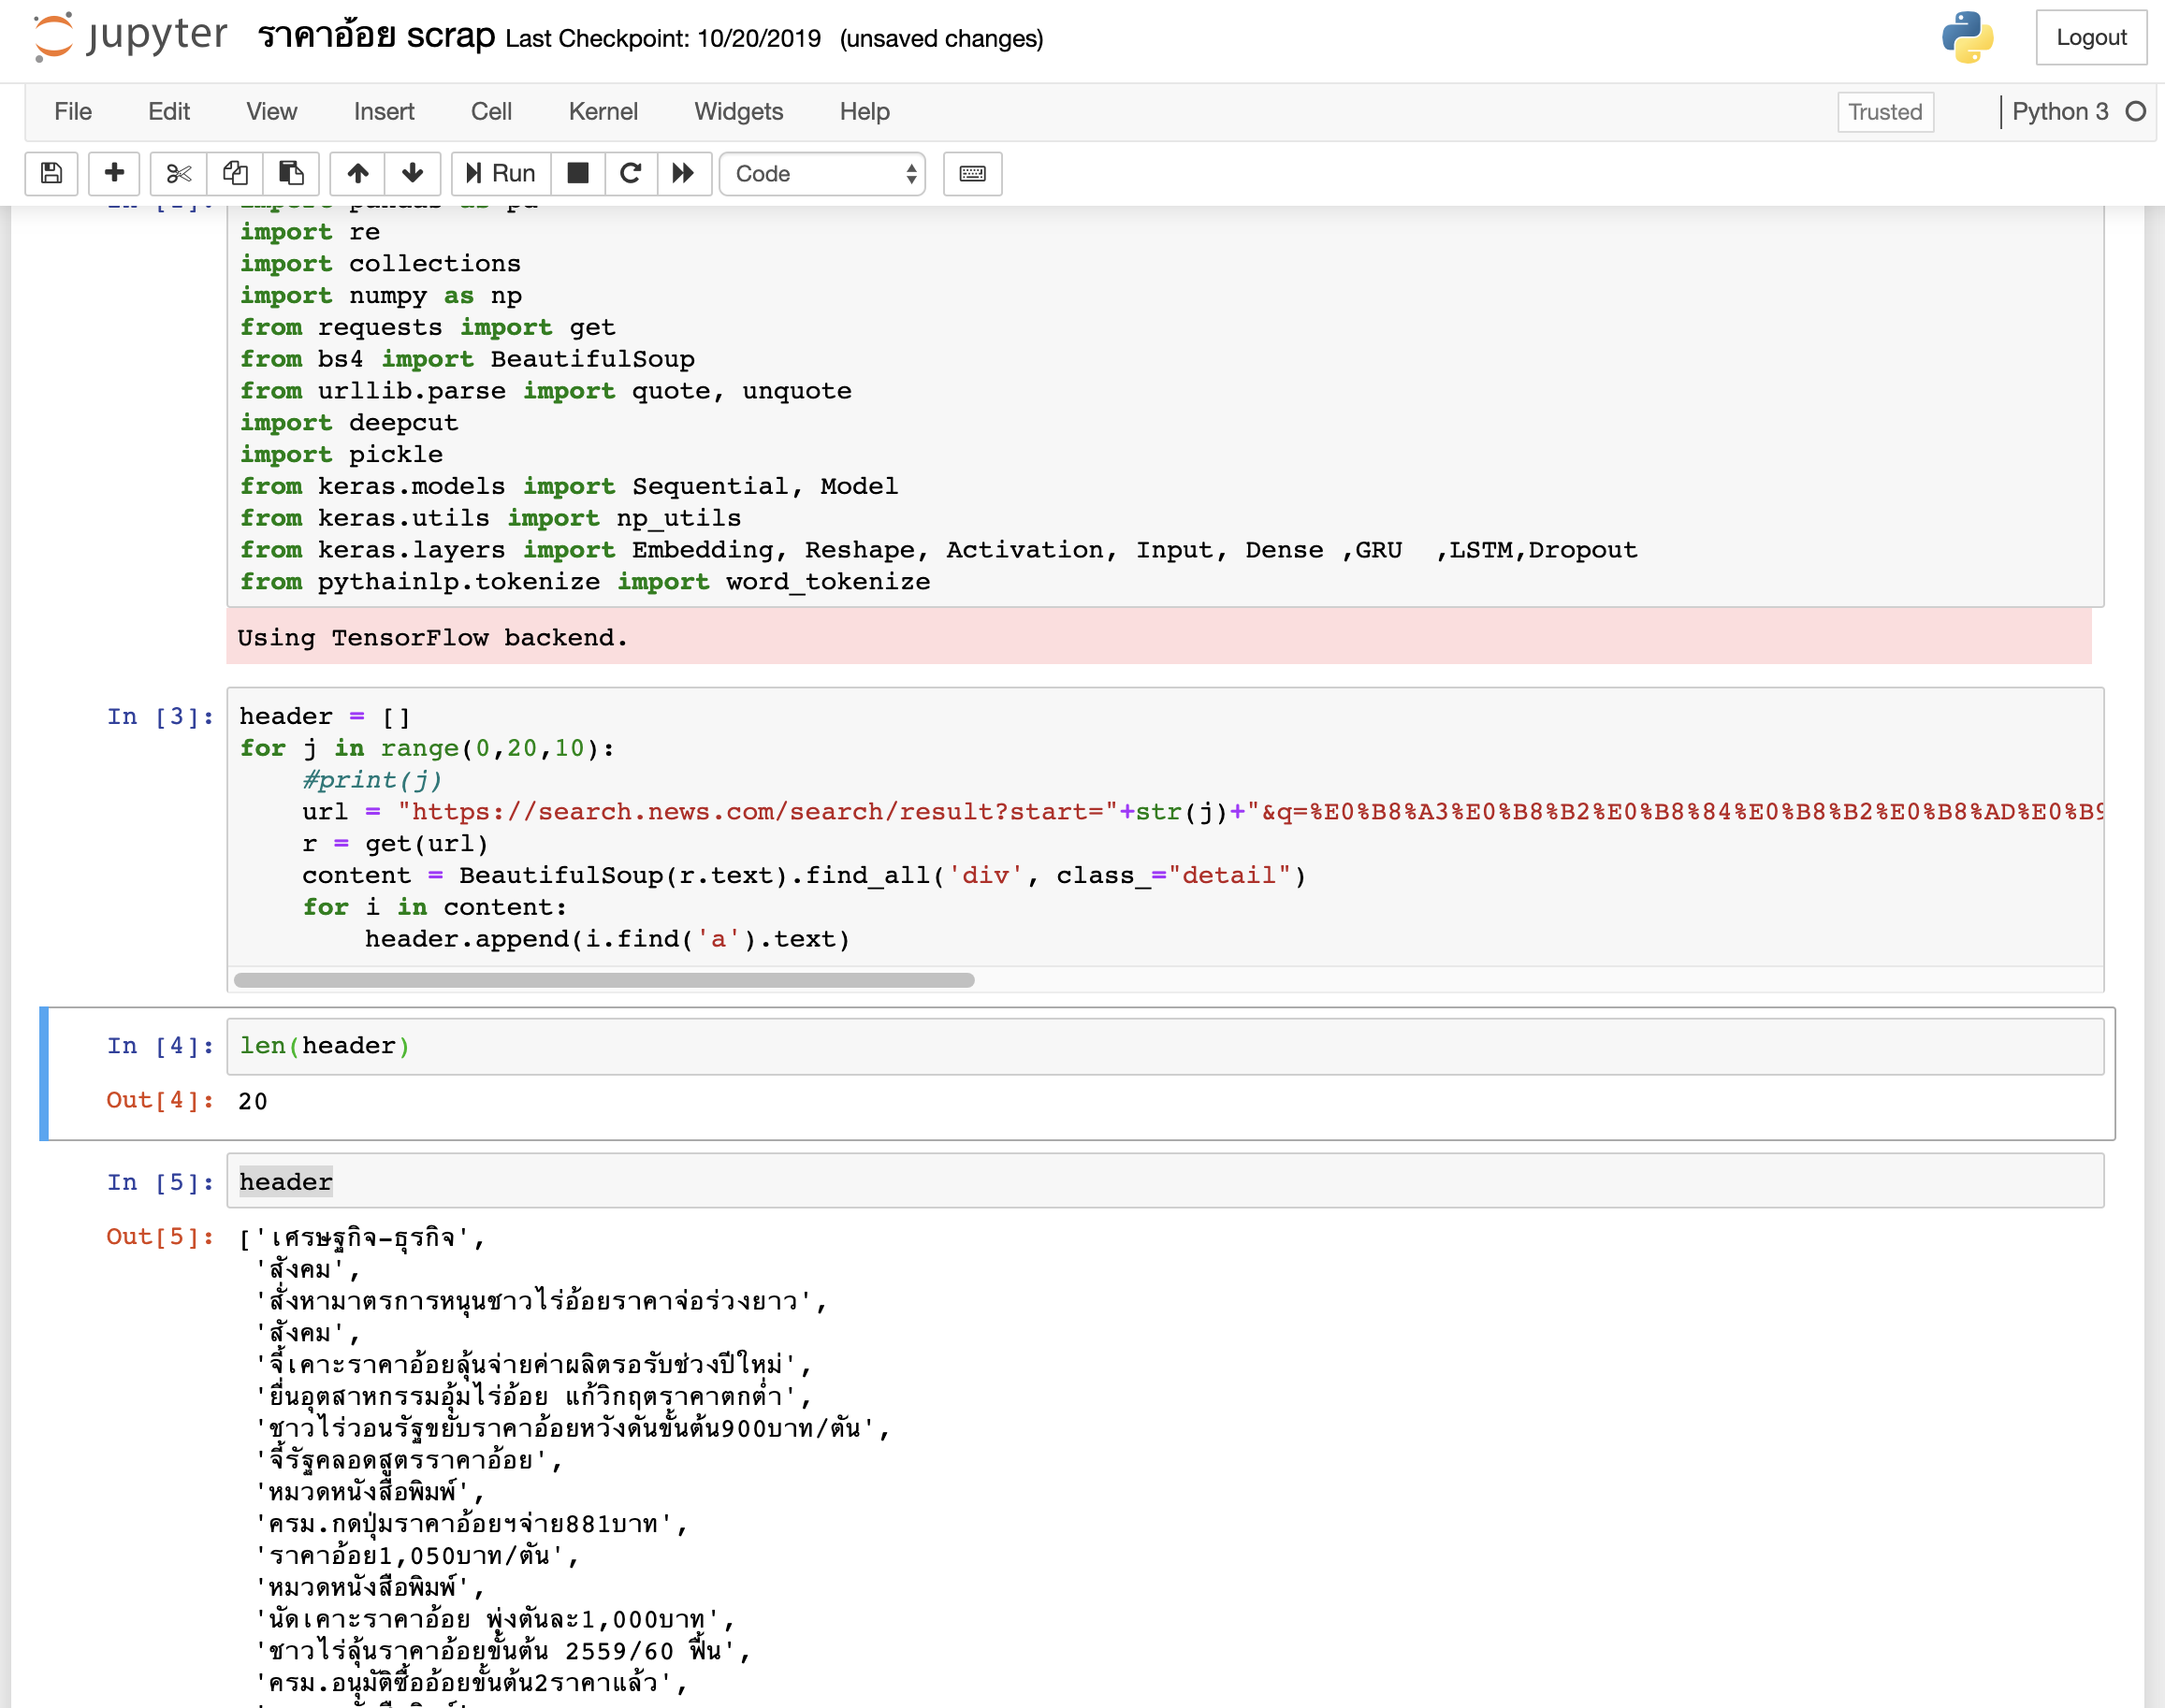 jupyter ราคาอ้อย scrap Last Checkpoint: 10/20/2019 (unsaved changes) Logout
File Edit View Insert Cell Kernel Widgets Help Trusted Python 3
Run Code
import pandas as pd
import re
import collections
import numpy as np
from requests import get
from bs4 import BeautifulSoup
from urllib.parse import quote, unquote
import deepcut
import pickle
from keras.models import Sequential, Model
from keras.utils import np_utils
from keras.layers import Embedding, Reshape, Activation, Input, Dense ,GRU  ,LSTM,Dropout
from pythainlp.tokenize import word_tokenize
Using TensorFlow backend.
In [3]: header = []
for j in range(0,20,10):
    #print(j)
    url = "https://search.news.com/search/result?start="+str(j)+"&q=%E0%B8%A3%E0%B8%B2%E0%B8%84%E0%B8%B2%E0%B8%AD%E0%B9
    r = get(url)
    content = BeautifulSoup(r.text).find_all('div', class_="detail")
    for i in content:
        header.append(i.find('a').text)
In [4]: len(header)
Out[4]: 20
In [5]: header
Out[5]: ['เศรษฐกิจ-ธุรกิจ',
'สังคม',
'สั่งหามาตรการหนุนชาวไร่อ้อยราคาจ่อร่วงยาว',
'สังคม',
'จี้เคาะราคาอ้อยลุ้นจ่ายค่าผลิตรอรับช่วงปีใหม่',
'ยื่นอุตสาหกรรมอุ้มไร่อ้อย แก้วิกฤตราคาตกต่ำ',
'ชาวไร่วอนรัฐขยับราคาอ้อยหวังดันขั้นต้น900บาท/ตัน',
'จี้รัฐคลอดสูตรราคาอ้อย',
'หมวดหนังสือพิมพ์',
'ครม.กดปุ่มราคาอ้อยฯจ่าย881บาท',
'ราคาอ้อย1,050บาท/ตัน',
'หมวดหนังสือพิมพ์',
'นัดเคาะราคาอ้อย พุ่งตันละ1,000บาท',
'ชาวไร่ลุ้นราคาอ้อยขั้นต้น 2559/60 ฟื้น',
'ครม.อนุมัติซื้ออ้อยขั้นต้น2ราคาแล้ว',